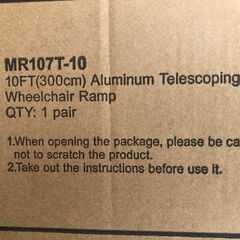 MR107T-10
10FT(300cm) Aluminum Telescoping
Wheelchair Ramp
QTY: 1 pair
1.When opening the package, please be ca
not to scratch the product.
2.Take out the instructions before use it.